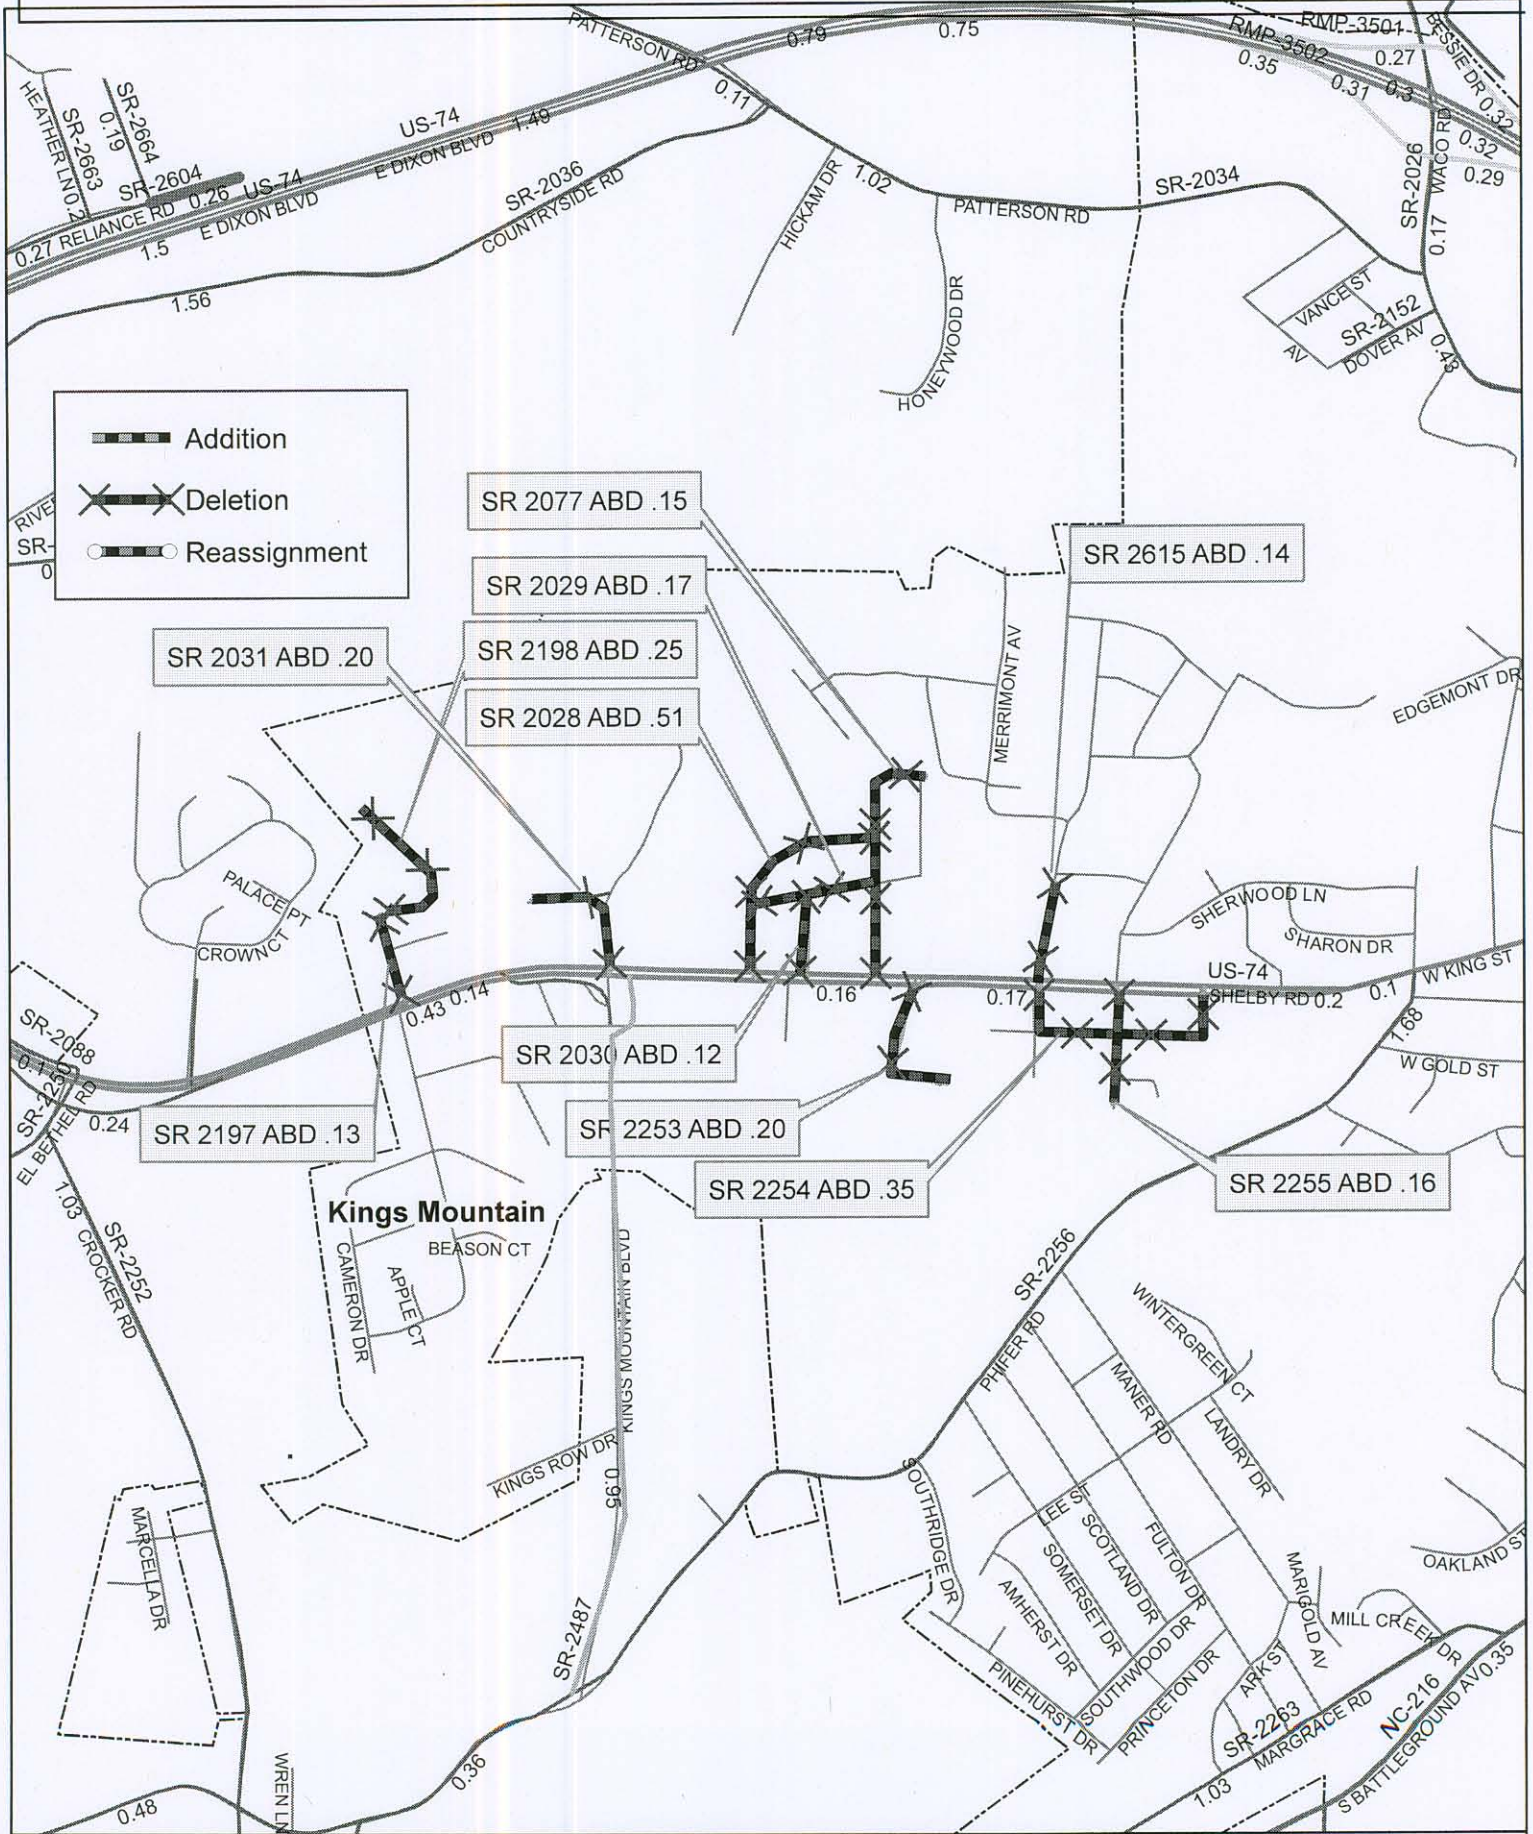 PATTERSON RD
0.79
0.75
RMP-3501
RMP-3502
0.27
BESSIE DR
0.32
0.35
0.31
0.3
0.32
0.29
HEATHER LN
0.2
SR-2663
SR-2664
0.19
SR-2604
RELIANCE RD
0.26
0.27
US-74
E DIXON BLVD
1.5
US-74
E DIXON BLVD
1.49
0.11
SR-2036
COUNTRYSIDE RD
1.56
HICKAM DR
1.02
PATTERSON RD
SR-2034
HONEYWOOD DR
SR-2026
WACO RD
0.17
VANCE ST
SR-2152
DOVER AV
AV
0.43
Addition
Deletion
Reassignment
RIVE
SR-
0
SR 2077 ABD .15
SR 2029 ABD .17
SR 2615 ABD .14
SR 2031 ABD .20
SR 2198 ABD .25
SR 2028 ABD .51
MERRIMONT AV
EDGEMONT DR
PALACE PT
CROWN CT
SHERWOOD LN
SHARON DR
US-74
SHELBY RD 0.2
0.1
W KING ST
0.43
0.14
0.16
0.17
1.68
W GOLD ST
SR-2088
0.1
SR-2250
EL BETHEL RD
0.24
SR 2030 ABD .12
SR 2197 ABD .13
SR 2253 ABD .20
SR 2254 ABD .35
SR 2255 ABD .16
Kings Mountain
BEASON CT
CAMERON DR
APPLE CT
1.03
CROCKER RD
SR-2252
KINGS MOUNTAIN BLVD
KINGS ROW DR
0.95
SR-2487
SR-2256
PHIFER RD
WINTERGREEN CT
MANER RD
LANDRY DR
SOUTHRIDGE DR
LEE ST
SCOTLAND DR
FULTON DR
SOMERSET DR
AMHERST DR
MARIGOLD AV
OAKLAND ST
MILL CREEK DR
SOUTHWOOD DR
PRINCETON DR
PINEHURST DR
ARK ST
SR-2263
MARGRACE RD
1.03
NC-216
S BATTLEGROUND AV
0.35
MARCELLA DR
WREN LN
0.36
0.48